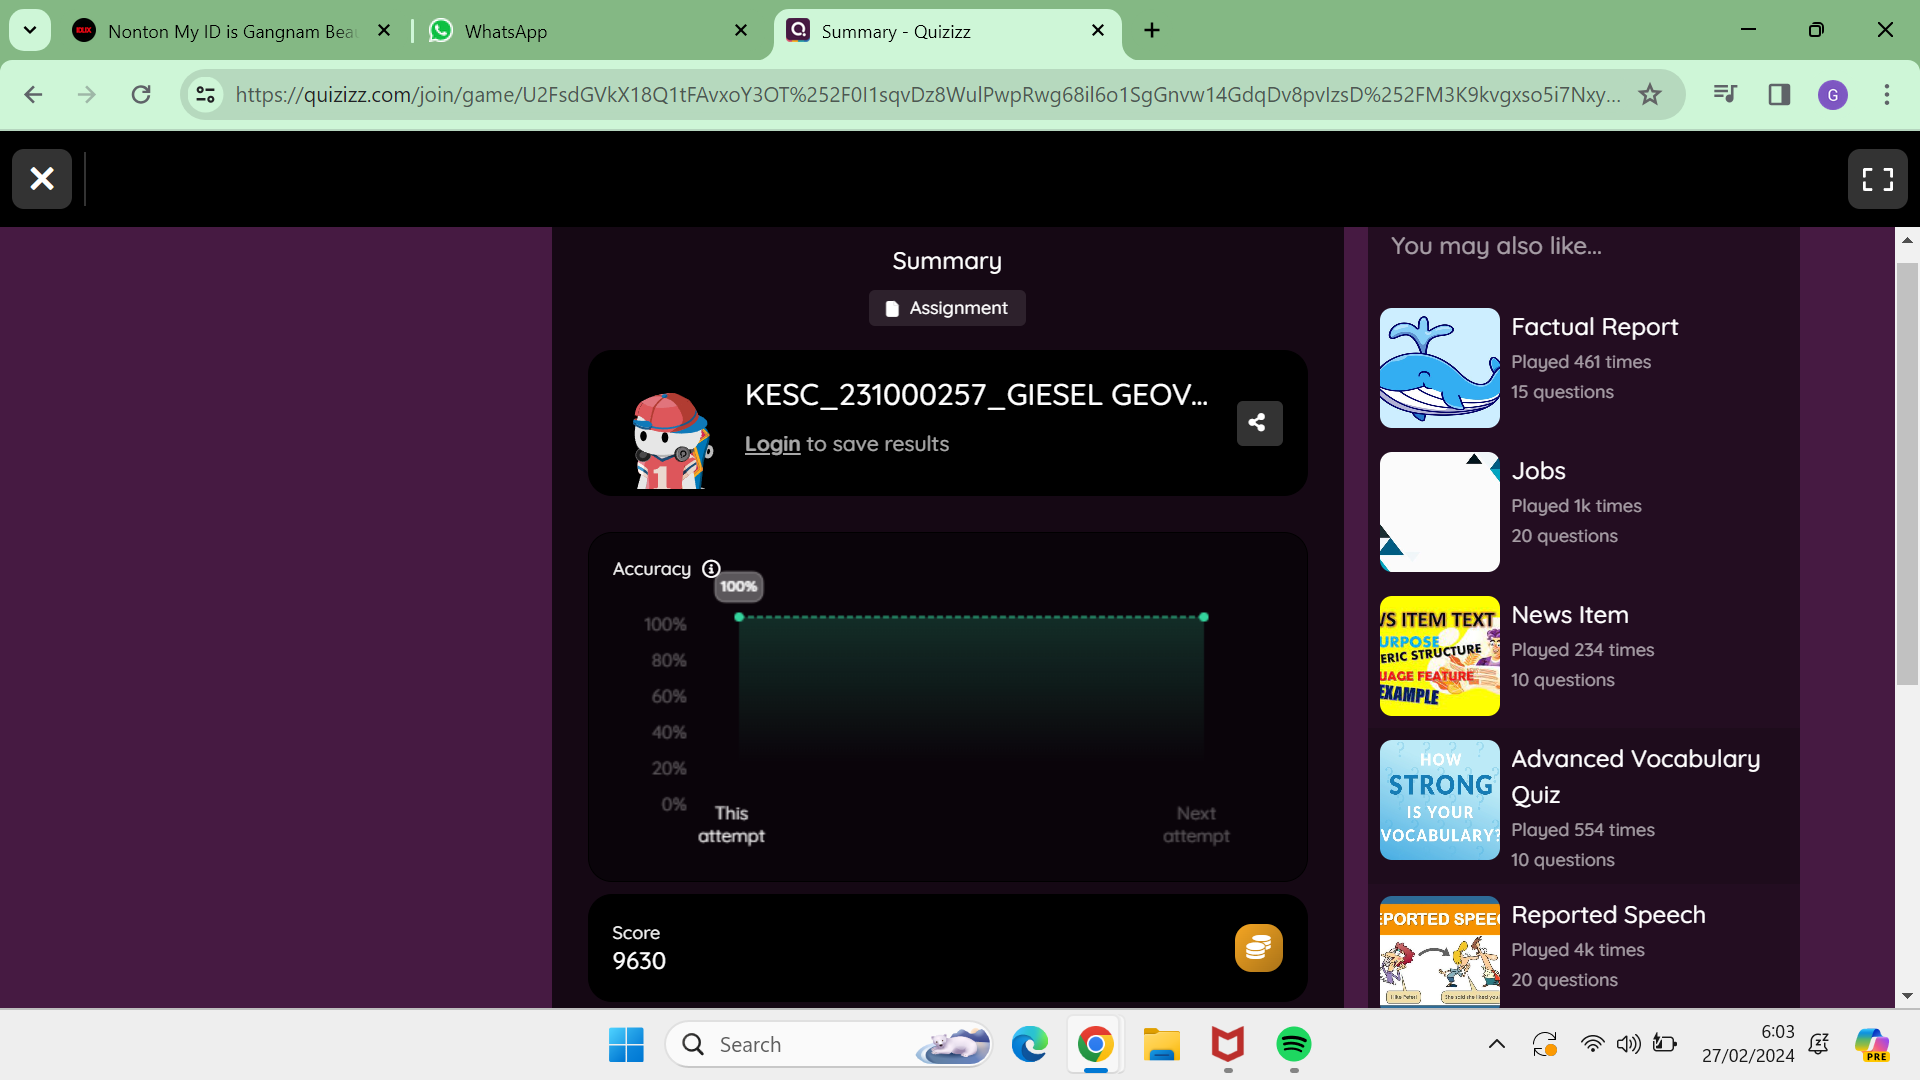 Nonton My ID is Gangnam Beau
WhatsApp
Summary - Quizizz
https://quizizz.com/join/game/U2FsdGVkX18Q1tFAvxoY3OT%252F0I1sqvDz8WulPwpRwg68il6o1SgGnvw14GdqDv8pvIzsD%252FM3K9kvgxso5i7Nxy...
G
Summary
Assignment
KESC_231000257_GIESEL GEOV...
Login to save results
Accuracy
100%
100%
80%
60%
40%
20%
0%
This
attempt
Next
attempt
Score
9630
You may also like...
Factual Report
Played 461 times
15 questions
Jobs
Played 1k times
20 questions
VS ITEM TEXT
URPOSE
ERIC STRUCTURE
UAGE FEATURE
EXAMPLE
News Item
Played 234 times
10 questions
HOW
STRONG
IS YOUR
VOCABULARY?
Advanced Vocabulary
Quiz
Played 554 times
10 questions
EPORTED SPEEC
Reported Speech
Played 4k times
20 questions
Search
6:03
27/02/2024
PRE